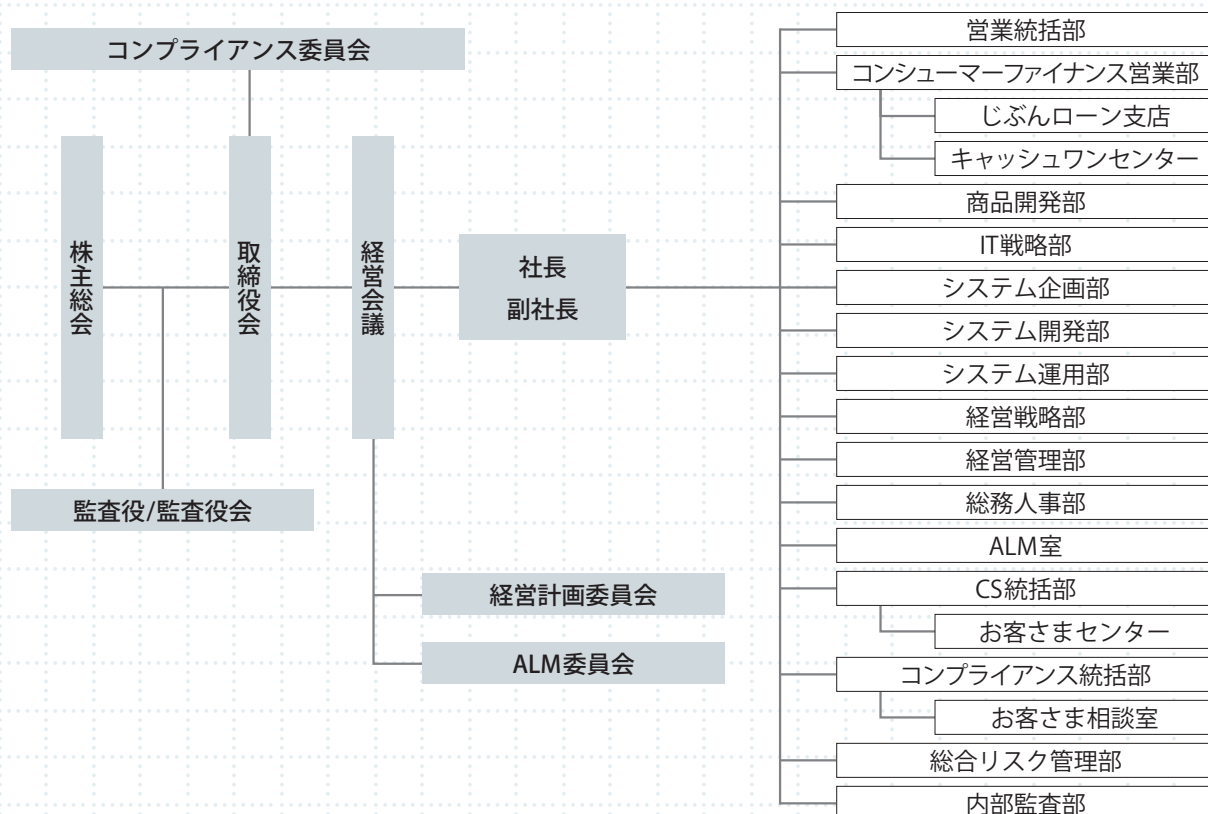 コンプライアンス委員会
株主総会
取締役会
経営会議
社長
副社長
監査役/監査役会
経営計画委員会
ALM委員会
営業統括部
コンシューマーファイナンス営業部
じぶんローン支店
キャッシュワンセンター
商品開発部
IT戦略部
システム企画部
システム開発部
システム運用部
経営戦略部
経営管理部
総務人事部
ALM室
CS統括部
お客さまセンター
コンプライアンス統括部
お客さま相談室
総合リスク管理部
内部監査部